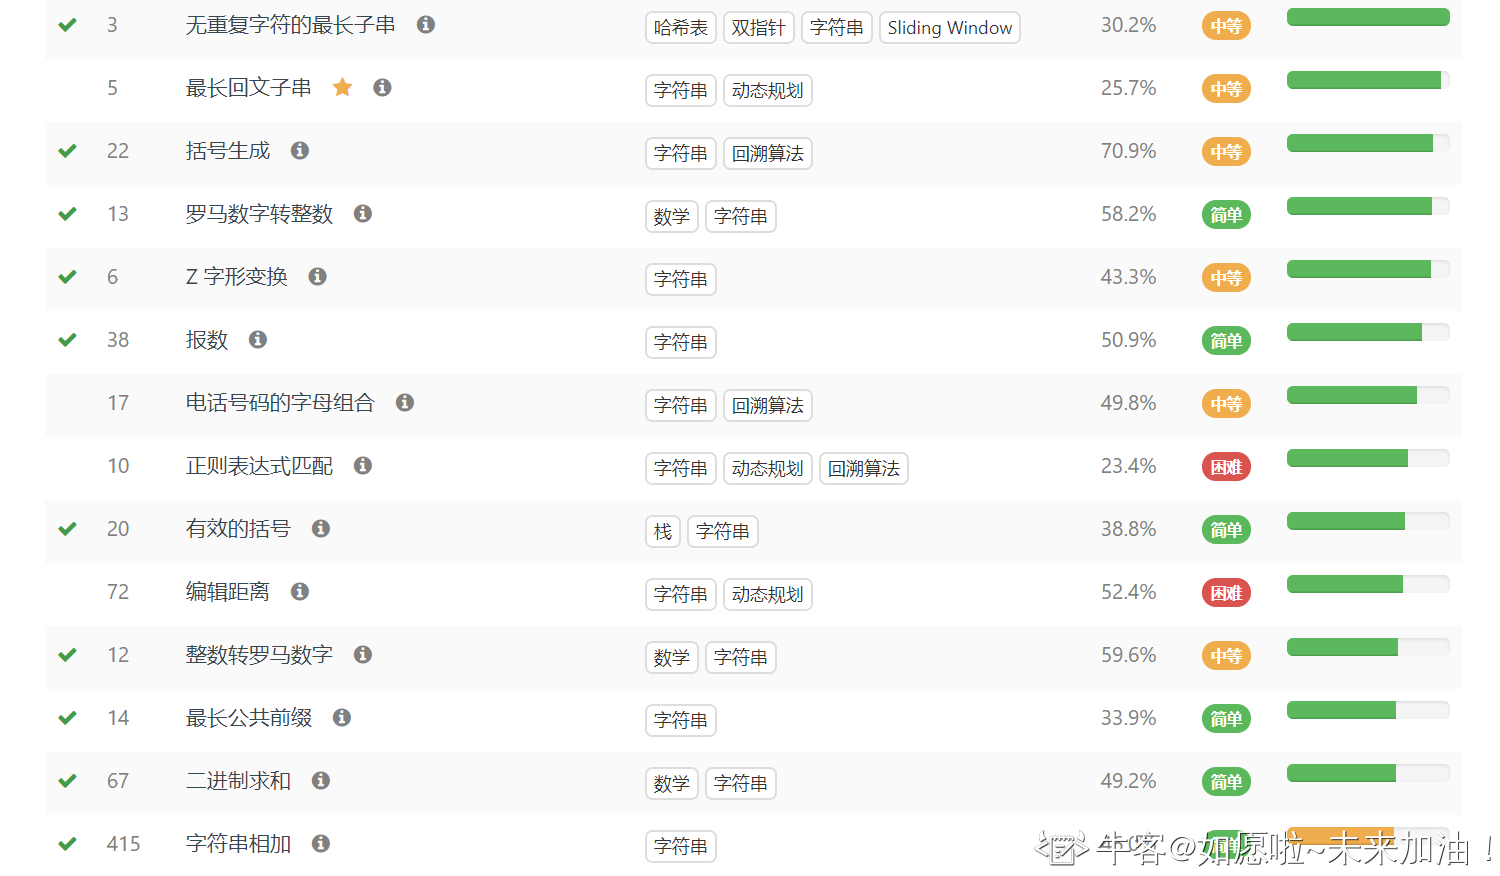 3 无重复字符的最长子串 哈希表 双指针 字符串 Sliding Window 30.2% 中等
5 最长回文子串 字符串 动态规划 25.7% 中等
22 括号生成 字符串 回溯算法 70.9% 中等
13 罗马数字转整数 数学 字符串 58.2% 简单
6 Z 字形变换 字符串 43.3% 中等
38 报数 字符串 50.9% 简单
17 电话号码的字母组合 字符串 回溯算法 49.8% 中等
10 正则表达式匹配 字符串 动态规划 回溯算法 23.4% 困难
20 有效的括号 栈 字符串 38.8% 简单
72 编辑距离 字符串 动态规划 52.4% 困难
12 整数转罗马数字 数学 字符串 59.6% 中等
14 最长公共前缀 字符串 33.9% 简单
67 二进制求和 数学 字符串 49.2% 简单
415 字符串相加 字符串 简单
牛客@如愿啦~未来加油！